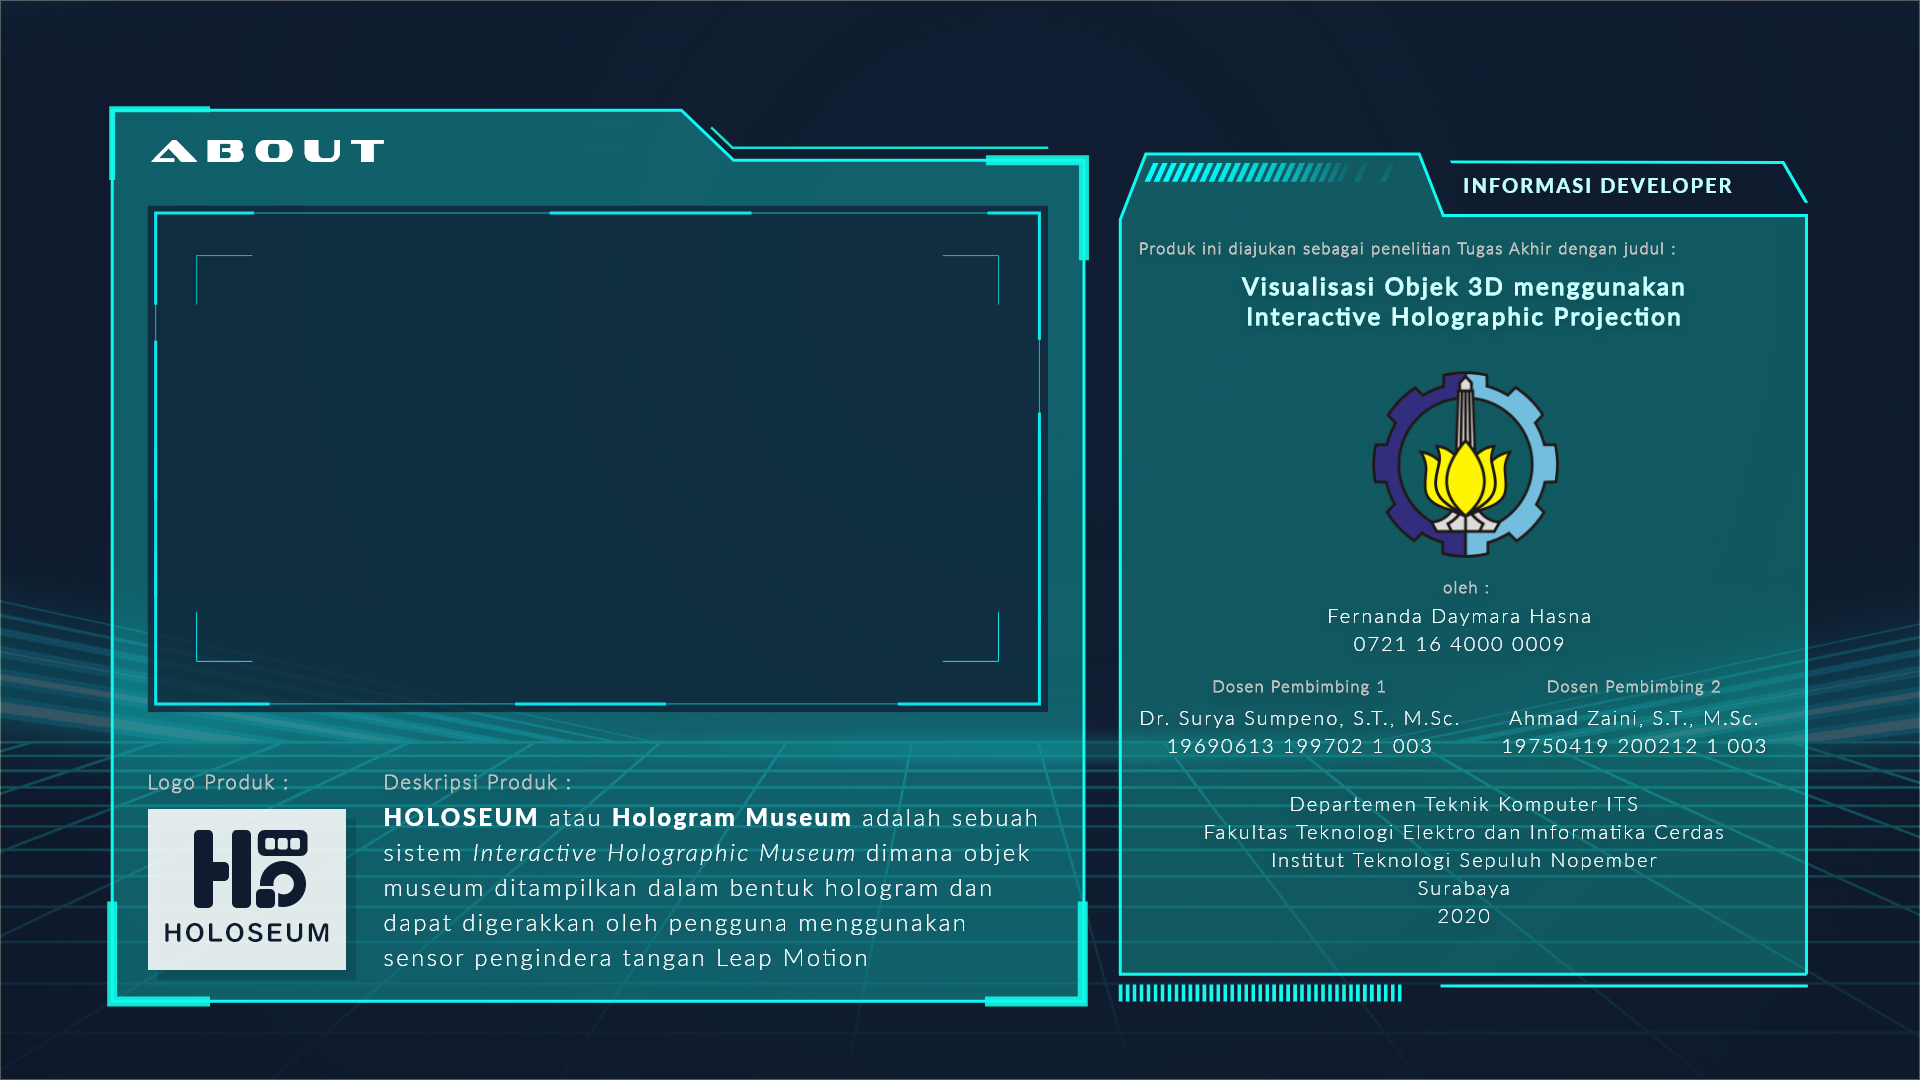 ABOUT
Logo Produk :
HOLOSEUM
Deskripsi Produk :
HOLOSEUM atau Hologram Museum adalah sebuah
sistem Interactive Holographic Museum dimana objek
museum ditampilkan dalam bentuk hologram dan
dapat digerakkan oleh pengguna menggunakan
sensor pengindera tangan Leap Motion
INFORMASI DEVELOPER
Produk ini diajukan sebagai penelitian Tugas Akhir dengan judul :
Visualisasi Objek 3D menggunakan
Interactive Holographic Projection
oleh :
Fernanda Daymara Hasna
0721 16 4000 0009
Dosen Pembimbing 1
Dr. Surya Sumpeno, S.T., M.Sc.
19690613 199702 1 003
Dosen Pembimbing 2
Ahmad Zaini, S.T., M.Sc.
19750419 200212 1 003
Departemen Teknik Komputer ITS
Fakultas Teknologi Elektro dan Informatika Cerdas
Institut Teknologi Sepuluh Nopember
Surabaya
2020